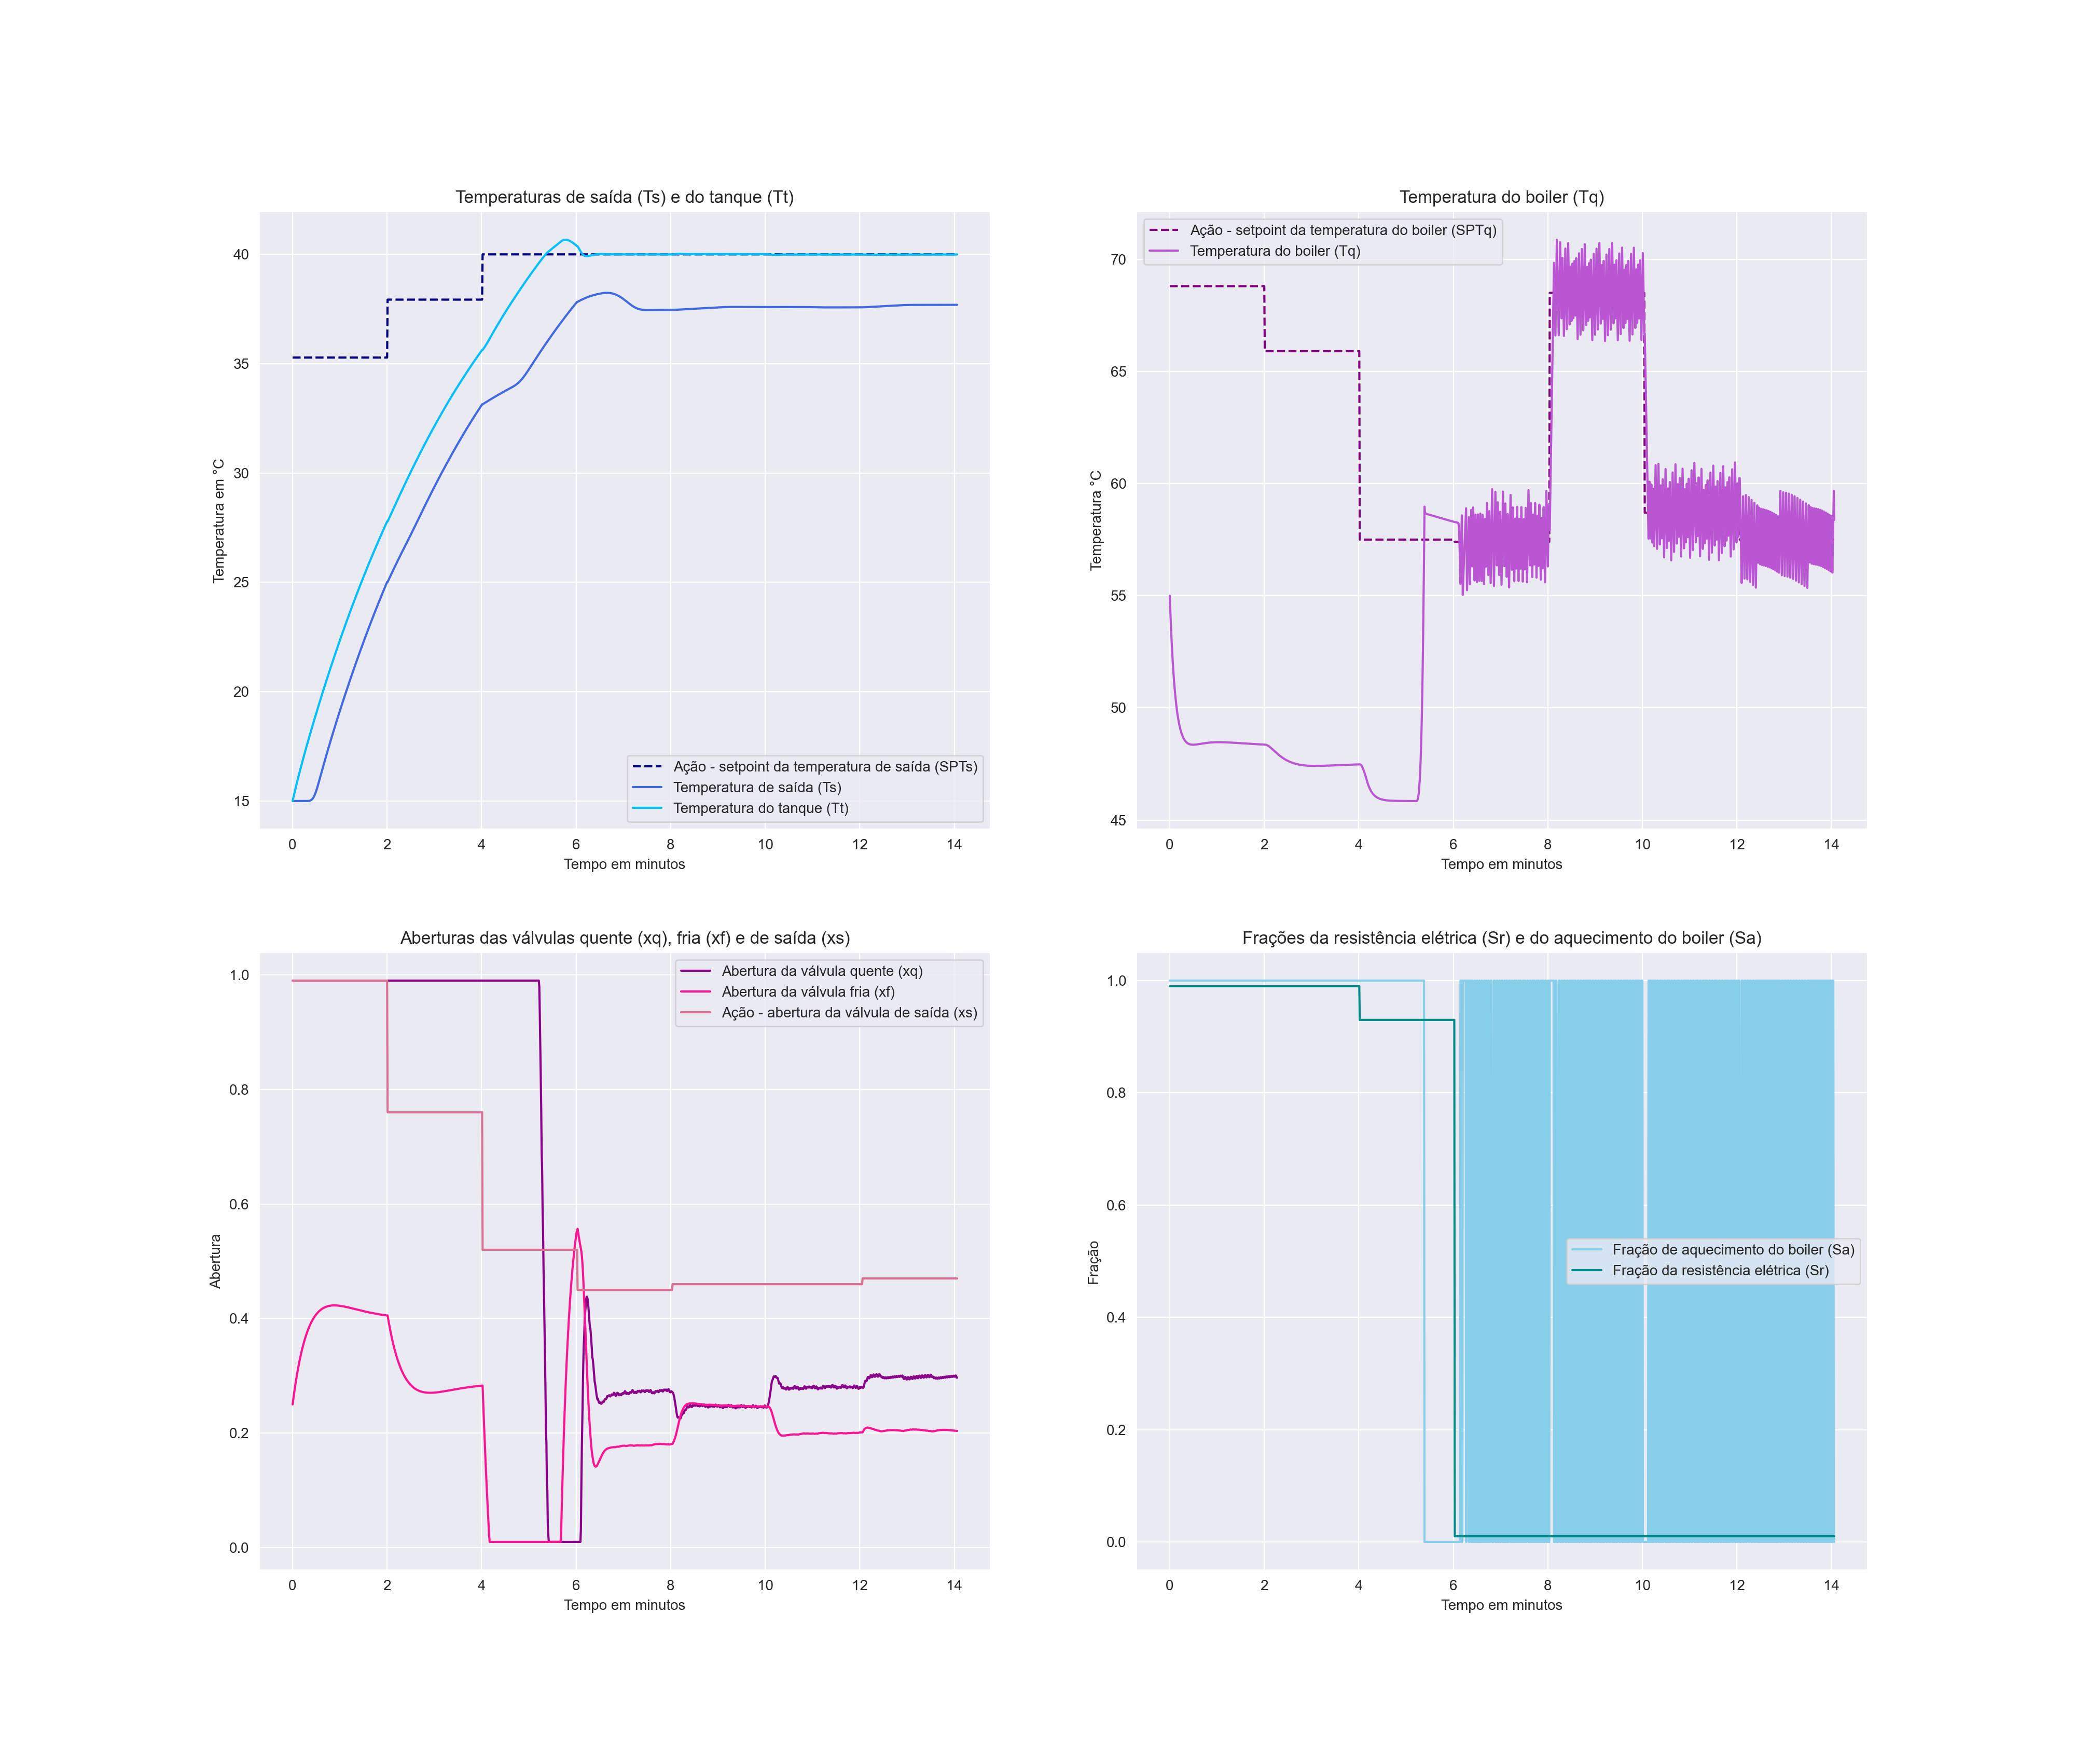 Temperaturas de saída (Ts) e do tanque (Tt)
Temperatura em °C
40
35
30
25
20
15
Ação - setpoint da temperatura de saída (SPTs)
Temperatura de saída (Ts)
Temperatura do tanque (Tt)
0 2 4 6 8 10 12 14
Tempo em minutos
Temperatura do boiler (Tq)
Temperatura °C
Ação - setpoint da temperatura do boiler (SPTq)
Temperatura do boiler (Tq)
70
65
60
55
50
45
0 2 4 6 8 10 12 14
Tempo em minutos
Aberturas das válvulas quente (xq), fria (xf) e de saída (xs)
Abertura
Abertura da válvula quente (xq)
Abertura da válvula fria (xf)
Ação - abertura da válvula de saída (xs)
1.0
0.8
0.6
0.4
0.2
0.0
0 2 4 6 8 10 12 14
Tempo em minutos
Frações da resistência elétrica (Sr) e do aquecimento do boiler (Sa)
Fração
1.0
0.8
0.6
0.4
0.2
0.0
Fração de aquecimento do boiler (Sa)
Fração da resistência elétrica (Sr)
0 2 4 6 8 10 12 14
Tempo em minutos